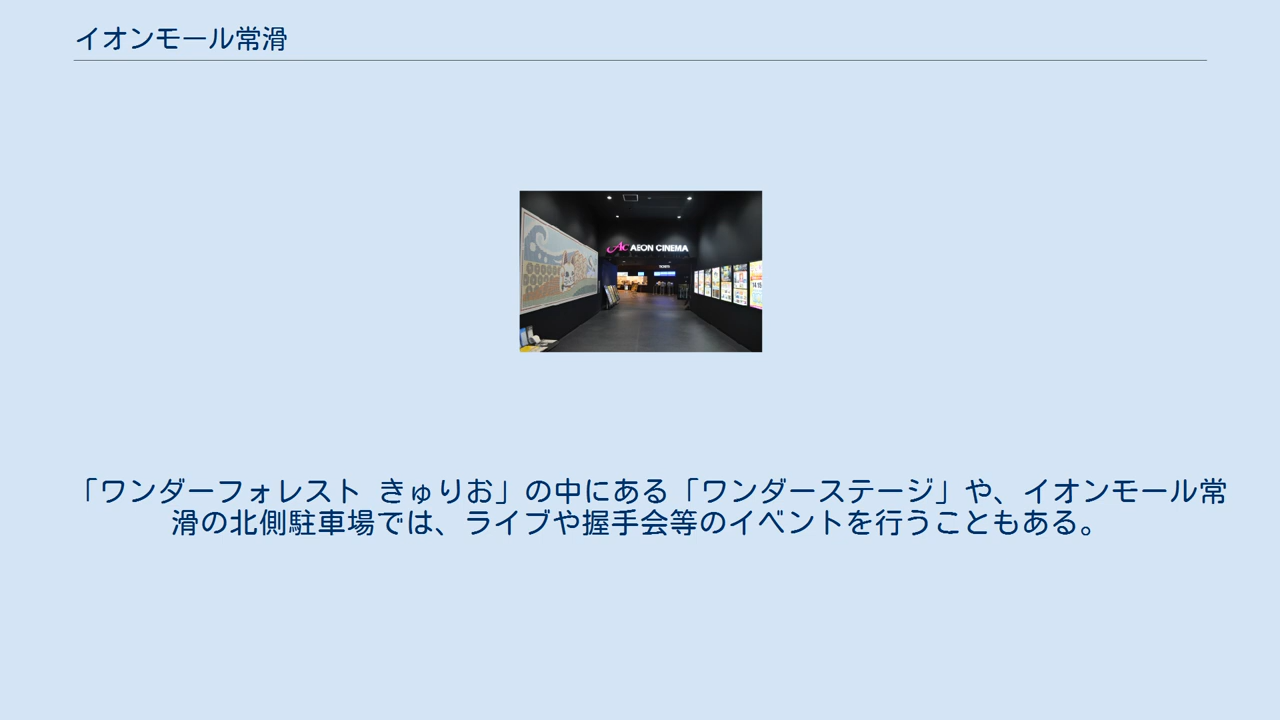 イオンモール常滑
AEON CINEMA
「ワンダーフォレスト きゅりお」の中にある「ワンダーステージ」や、イオンモール常
滑の北側駐車場では、ライブや握手会等のイベントを行うこともある。